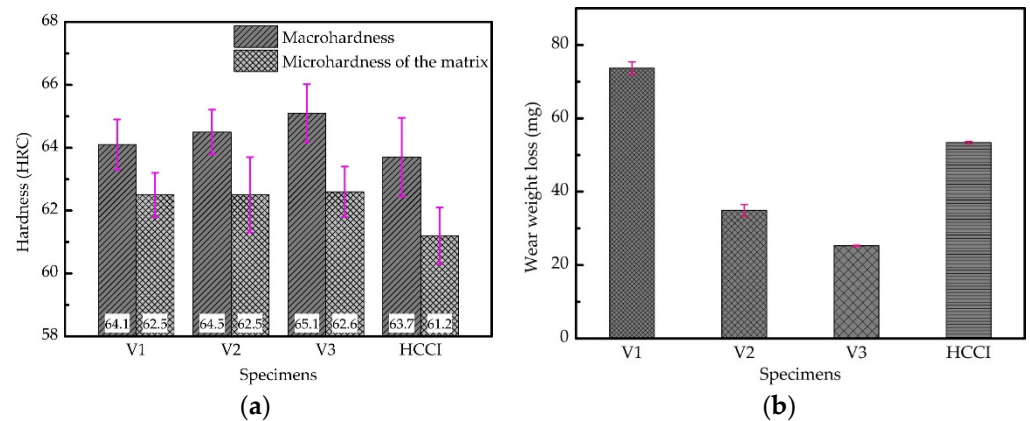 68
66
64
62
60
58
Hardness (HRC)
Macrohardness
Microhardness of the matrix
64.1 62.5 64.5 62.5 65.1 62.6 63.7 61.2
V1 V2 V3 HCCI
Specimens
(a)
80
60
40
20
0
Wear weight loss (mg)
V1 V2 V3 HCCI
Specimens
(b)